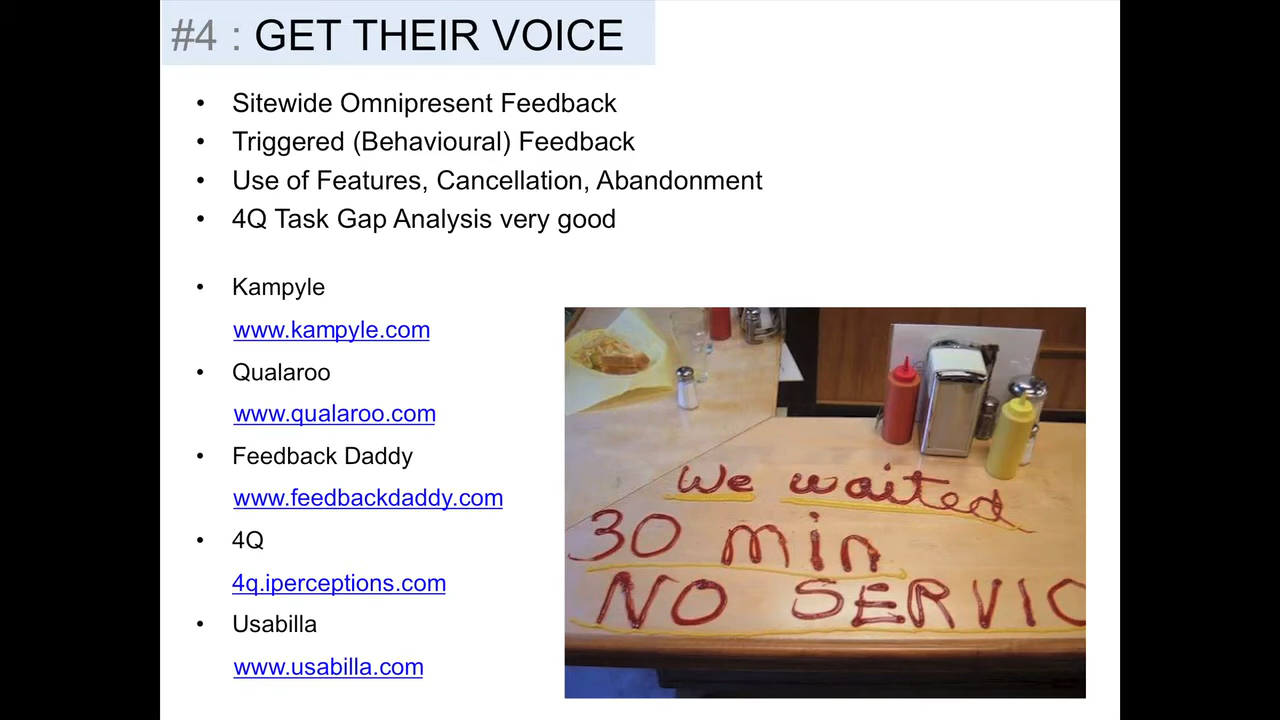 #4 : GET THEIR VOICE
• Sitewide Omnipresent Feedback
• Triggered (Behavioural) Feedback
• Use of Features, Cancellation, Abandonment
• 4Q Task Gap Analysis very good
• Kampyle
www.kampyle.com
• Qualaroo
www.qualaroo.com
• Feedback Daddy
www.feedbackdaddy.com
• 4Q
4q.iperceptions.com
• Usabilla
www.usabilla.com
We waited
30 min
NO SERVIC